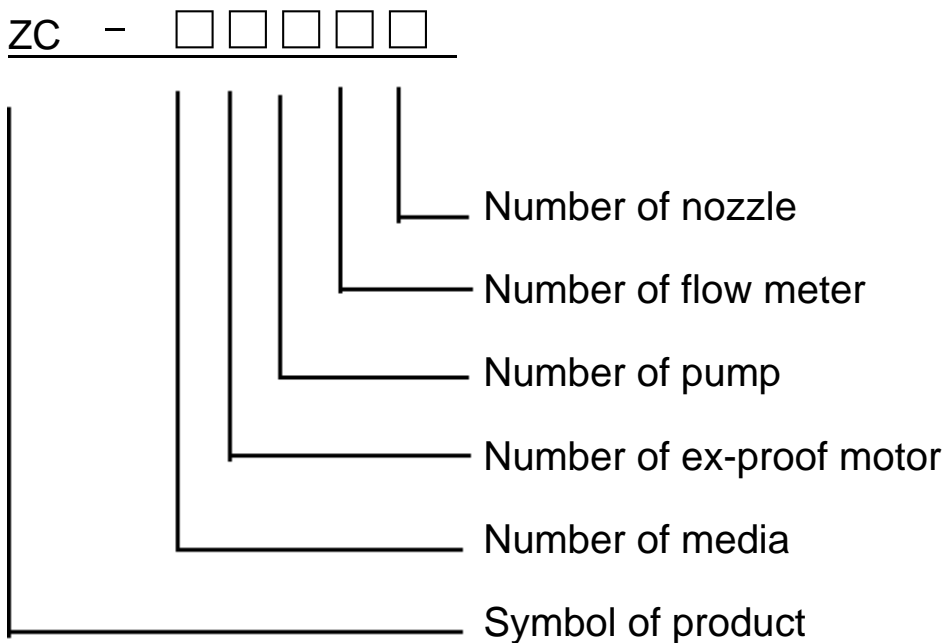 ZC – □□□□□
Number of nozzle
Number of flow meter
Number of pump
Number of ex-proof motor
Number of media
Symbol of product